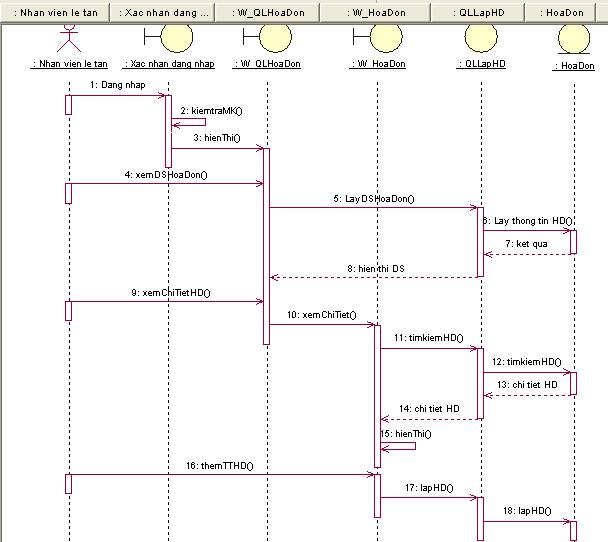 : Nhan vien le tan
: Xac nhan dang ...
: W_QLHoaDon
: W_HoaDon
: QLLapHD
: HoaDon
: Nhan vien le tan
: Xac nhan dang nhap
: W_QLHoaDon
: W_HoaDon
: QLLapHD
: HoaDon
1: Dang nhap
2: kiemtraMK()
3: hienThi()
4: xemDSHoaDon()
5: LayDSHoaDon()
6: Lay thong tin HD()
7: ket qua
8: hien thi DS
9: xemChiTietHD()
10: xemChiTiet()
11: timkiemHD()
12: timkiemHD()
13: chi tiet HD
14: chi tiet HD
15: hienThi()
16: themTTHD()
17: lapHD()
18: lapHD()